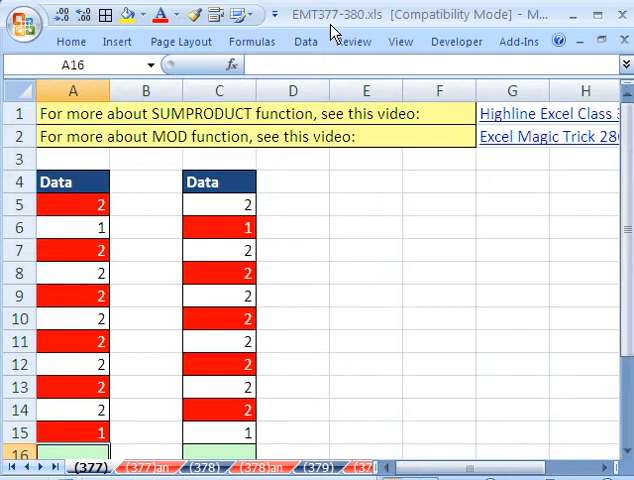 EMT377-380.xls [Compatibility Mode] - M...
Home Insert Page Layout Formulas Data Review View Developer Add-Ins
A16 fx
A B C D E F G H
1 For more about SUMPRODUCT function, see this video: Highline Excel Class 3
2 For more about MOD function, see this video: Excel Magic Trick 280
3
4 Data Data
5 2 2
6 1 1
7 2 2
8 2 2
9 2 2
10 2 2
11 2 2
12 2 2
13 2 2
14 2 2
15 1 1
16
(377) (377)an (378) (378)an (379) (37